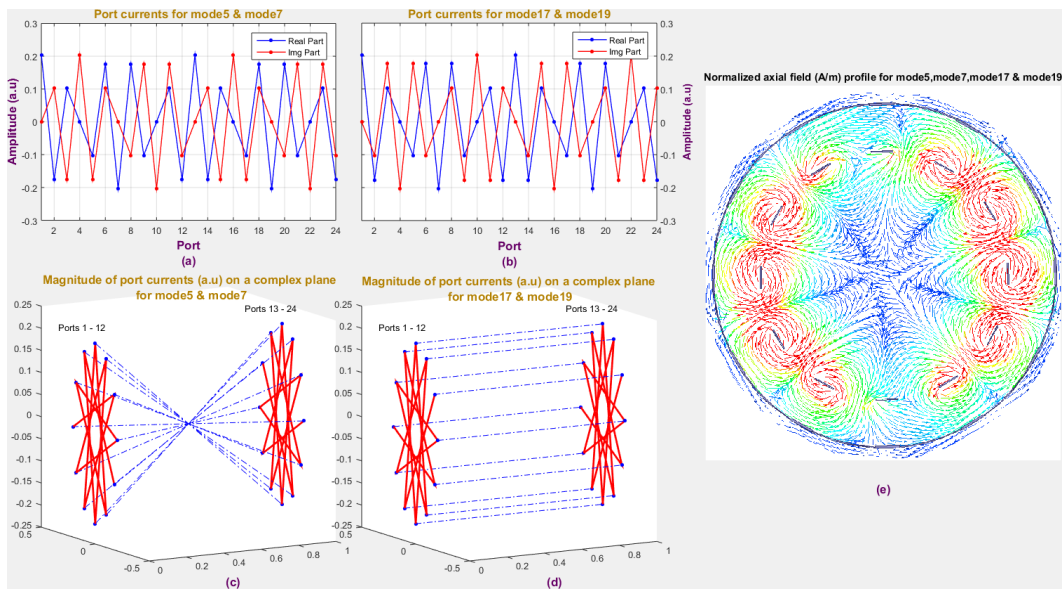 Port currents for mode5 & mode7
Amplitude (a.u)
0.3
0.2
0.1
0
-0.1
-0.2
-0.3
Real Part
Img Part
2 4 6 8 10 12 14 16 18 20 22 24
Port
(a)
Port currents for mode17 & mode19
0.3
0.2
0.1
0
-0.1
-0.2
-0.3
Amplitude (a.u)
Real Part
Img Part
2 4 6 8 10 12 14 16 18 20 22 24
Port
(b)
Magnitude of port currents (a.u) on a complex plane
for mode5 & mode7
Ports 1 - 12
Ports 13 - 24
0.25
0.2
0.15
0.1
0.05
0
-0.05
-0.1
-0.15
-0.2
-0.25
0.5
0
-0.5
0 0.2 0.4 0.6 0.8 1
(c)
Magnitude of port currents (a.u) on a complex plane
for mode17 & mode19
Ports 1 - 12
Ports 13 - 24
0.25
0.2
0.15
0.1
0.05
0
-0.05
-0.1
-0.15
-0.2
-0.25
0.5
0
-0.5
0 0.2 0.4 0.6 0.8 1
(d)
Normalized axial field (A/m) profile for mode5,mode7,mode17 & mode19
(e)